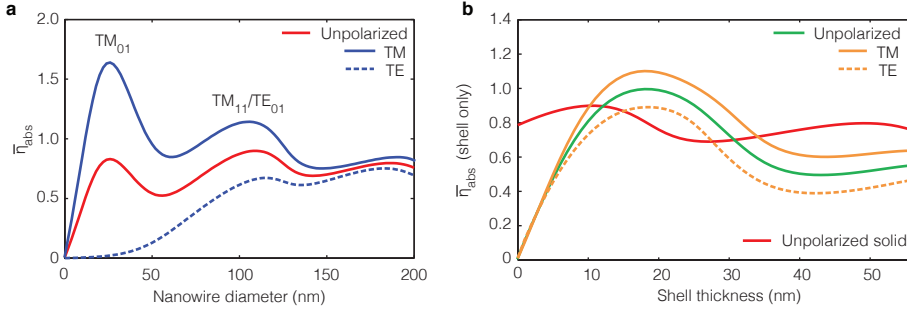 a
2.0
1.5
1.0
0.5
0
0
50
100
150
200
η̅abs
Nanowire diameter (nm)
TM01
TM11/TE01
Unpolarized
TM
TE
b
1.4
1.2
1.0
0.8
0.6
0.4
0.2
0
0
10
20
30
40
50
η̅abs (shell only)
Shell thickness (nm)
Unpolarized
TM
TE
Unpolarized solid